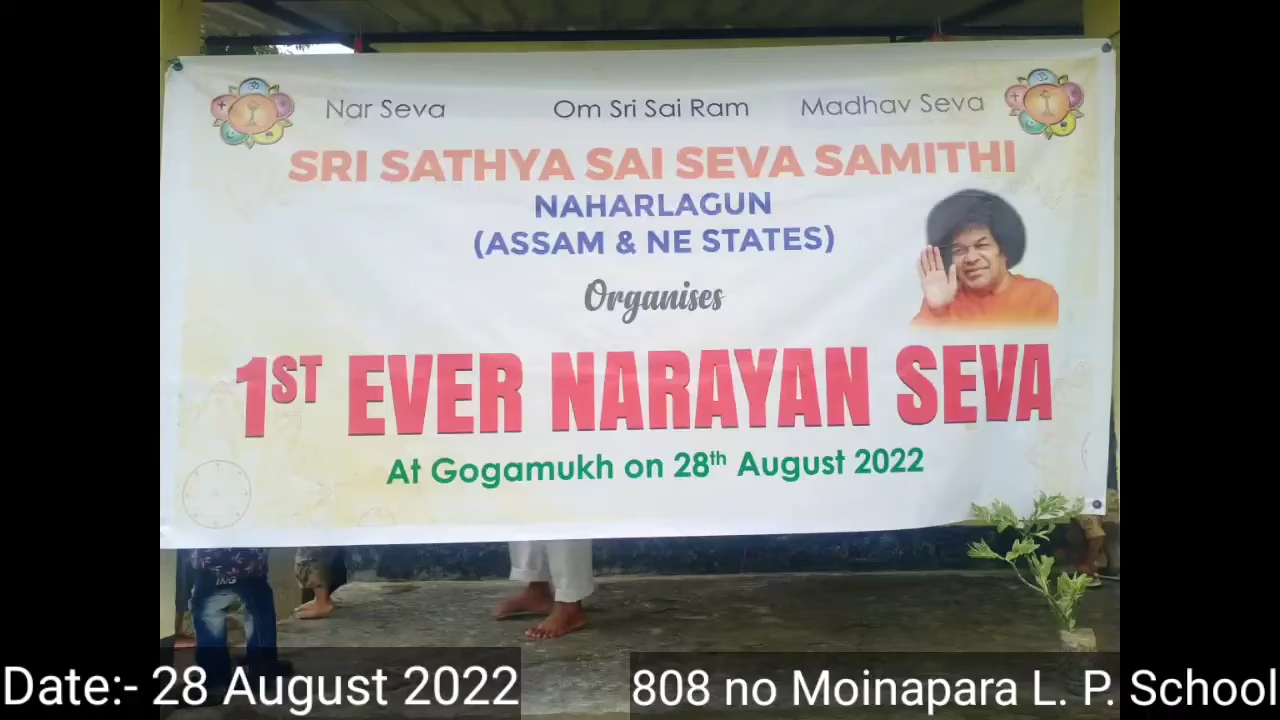 Nar Seva Om Sri Sai Ram Madhav Seva
SRI SATHYA SAI SEVA SAMITHI
NAHARLAGUN
(ASSAM & NE STATES)
Organises
1ST EVER NARAYAN SEVA
At Gogamukh on 28th August 2022
ING
Date:- 28 August 2022
808 no Moinapara L. P. School